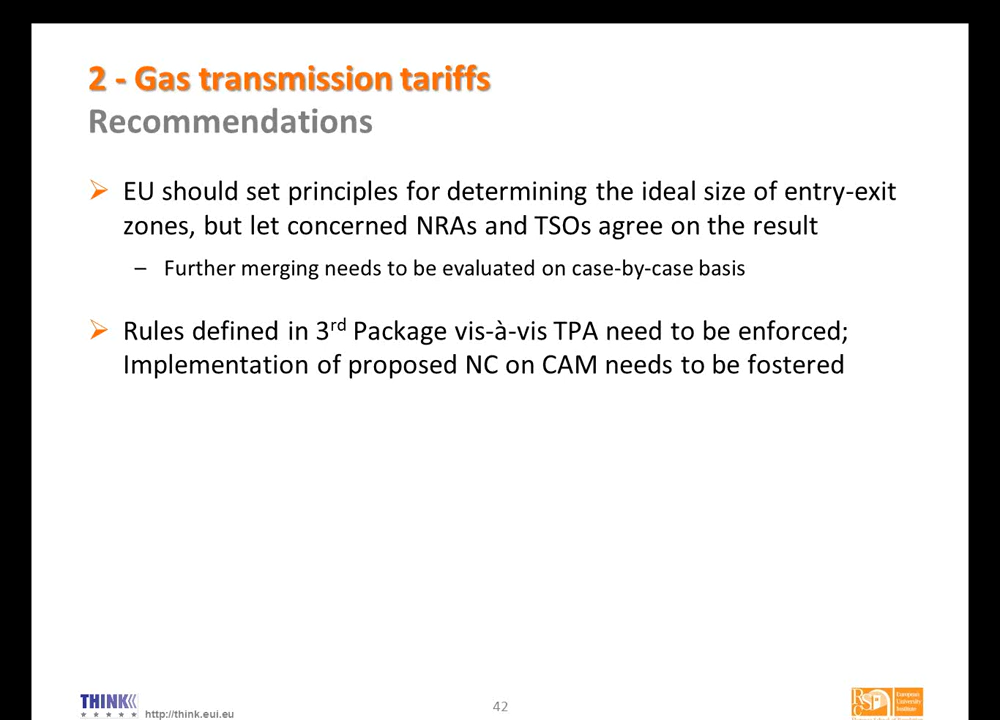 2 - Gas transmission tariffs
Recommendations
➢ EU should set principles for determining the ideal size of entry-exit
zones, but let concerned NRAs and TSOs agree on the result
– Further merging needs to be evaluated on case-by-case basis
➢ Rules defined in 3rd Package vis-à-vis TPA need to be enforced;
Implementation of proposed NC on CAM needs to be fostered
THINK
http://think.eui.eu
42
RSC
European
University
Institute